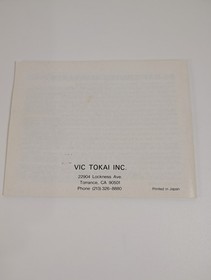 VIC TOKAI INC.
22904 Lockness Ave.
Torrance, CA 90501
Phone (213) 326-8880
Printed in Japan